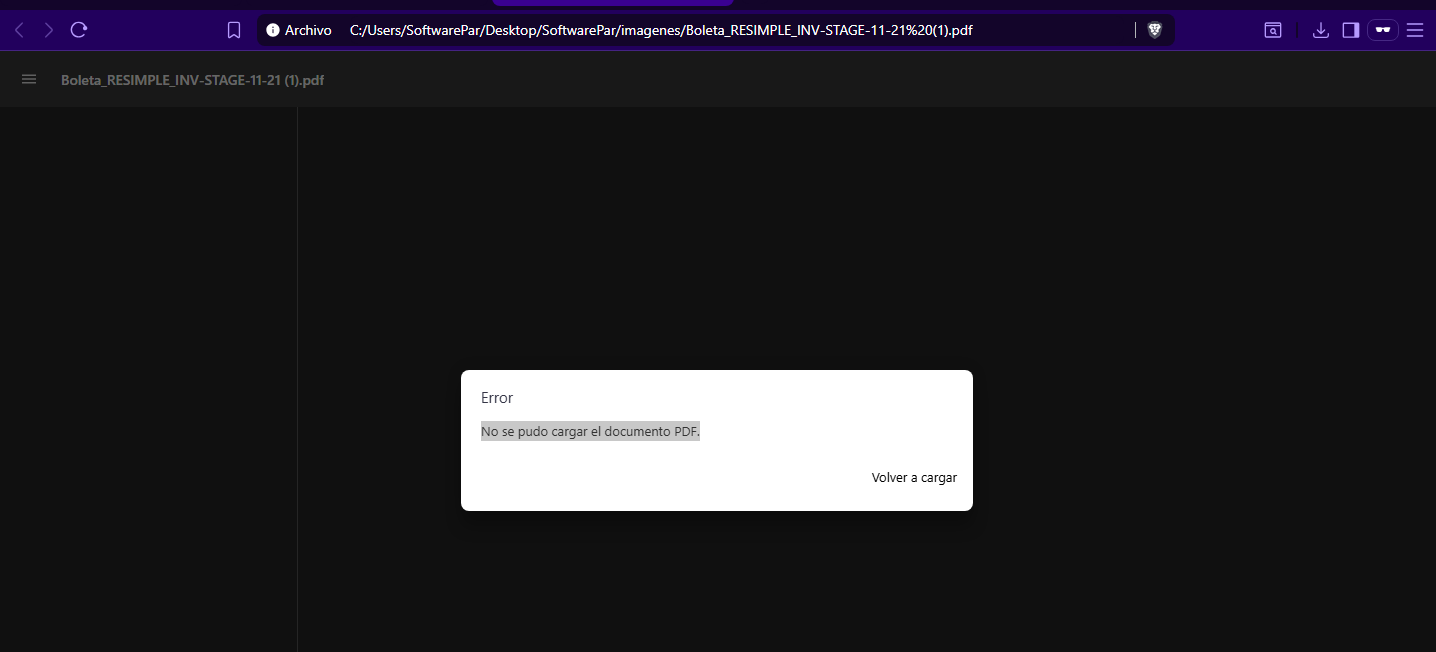 Archivo C:/Users/SoftwarePar/Desktop/SoftwarePar/imagenes/Boleta_RESIMPLE_INV-STAGE-11-21%20(1).pdf
Boleta_RESIMPLE_INV-STAGE-11-21 (1).pdf
Error
No se pudo cargar el documento PDF.
Volver a cargar